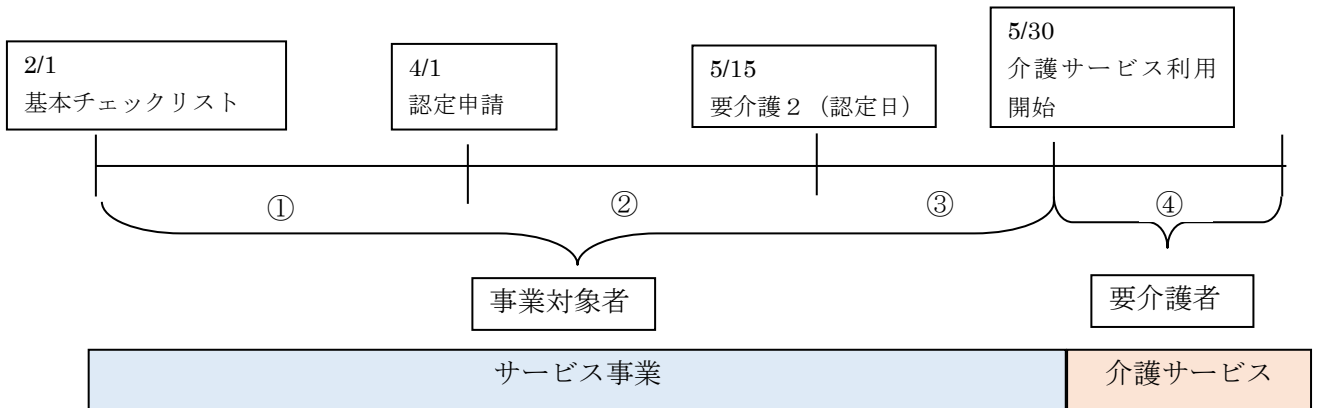 2/1
基本チェックリスト
4/1
認定申請
5/15
要介護2（認定日）
5/30
介護サービス利用
開始
①
②
③
④
事業対象者
要介護者
サービス事業
介護サービス